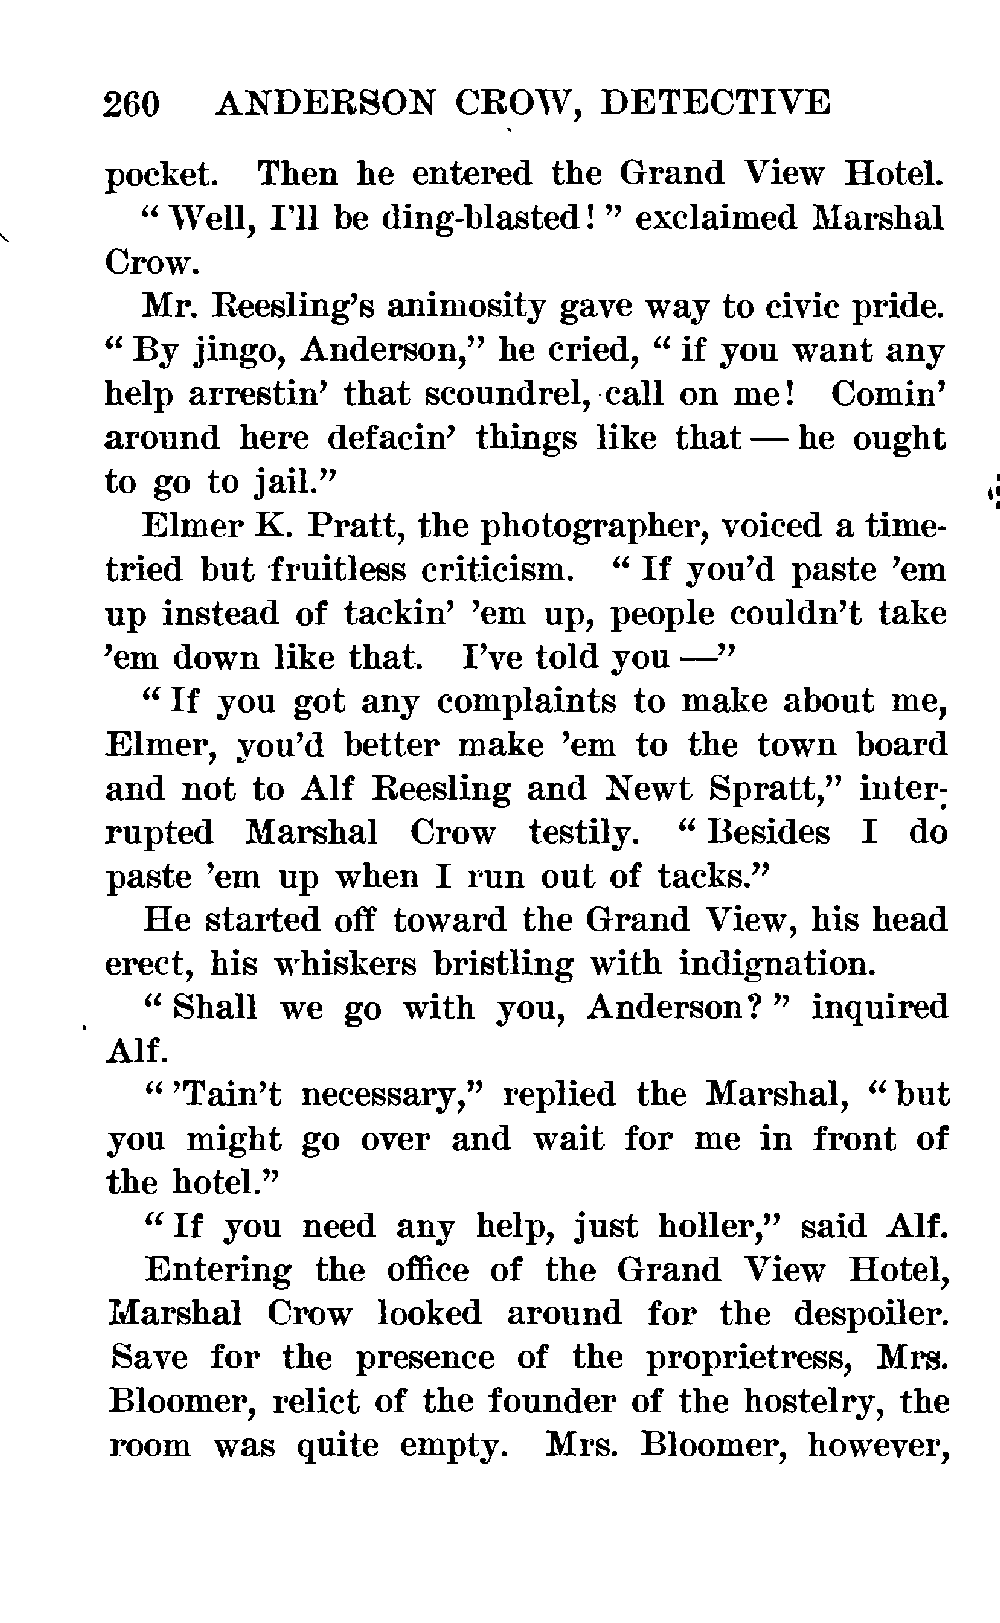 260 ANDERSON CROW, DETECTIVE
pocket. Then he entered the Grand View Hotel.
“ Well, I’ll be ding-blasted! ” exclaimed Marshal
Crow.
Mr. Reesling’s animosity gave way to civic pride.
“ By jingo, Anderson,” he cried, “ if you want any
help arrestin’ that scoundrel, call on me! Comin’
around here defacin’ things like that — he ought
to go to jail.”
Elmer K. Pratt, the photographer, voiced a time-
tried but fruitless criticism. “ If you’d paste ’em
up instead of tackin’ ’em up, people couldn’t take
’em down like that. I’ve told you —”
“ If you got any complaints to make about me,
Elmer, you’d better make ’em to the town board
and not to Alf Reesling and Newt Spratt,” inter-
rupted Marshal Crow testily. “ Besides I do
paste ’em up when I run out of tacks.”
He started off toward the Grand View, his head
erect, his whiskers bristling with indignation.
“ Shall we go with you, Anderson? ” inquired
Alf.
“ ’Tain’t necessary,” replied the Marshal, “ but
you might go over and wait for me in front of
the hotel.”
“ If you need any help, just holler,” said Alf.
Entering the office of the Grand View Hotel,
Marshal Crow looked around for the despoiler.
Save for the presence of the proprietress, Mrs.
Bloomer, relict of the founder of the hostelry, the
room was quite empty. Mrs. Bloomer, however,